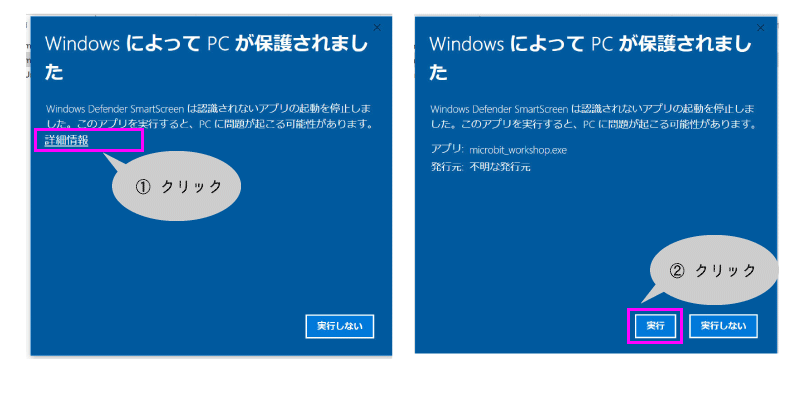 Windows によって PC が保護されまし
た
Windows Defender SmartScreen は認識されないアプリの起動を停止しま
した。このアプリを実行すると、PC に問題が起こる可能性があります。
詳細情報
① クリック
実行しない
Windows によって PC が保護されまし
た
Windows Defender SmartScreen は認識されないアプリの起動を停止しま
した。このアプリを実行すると、PC に問題が起こる可能性があります。
アプリ: microbit_workshop.exe
発行元: 不明な発行元
② クリック
実行 実行しない